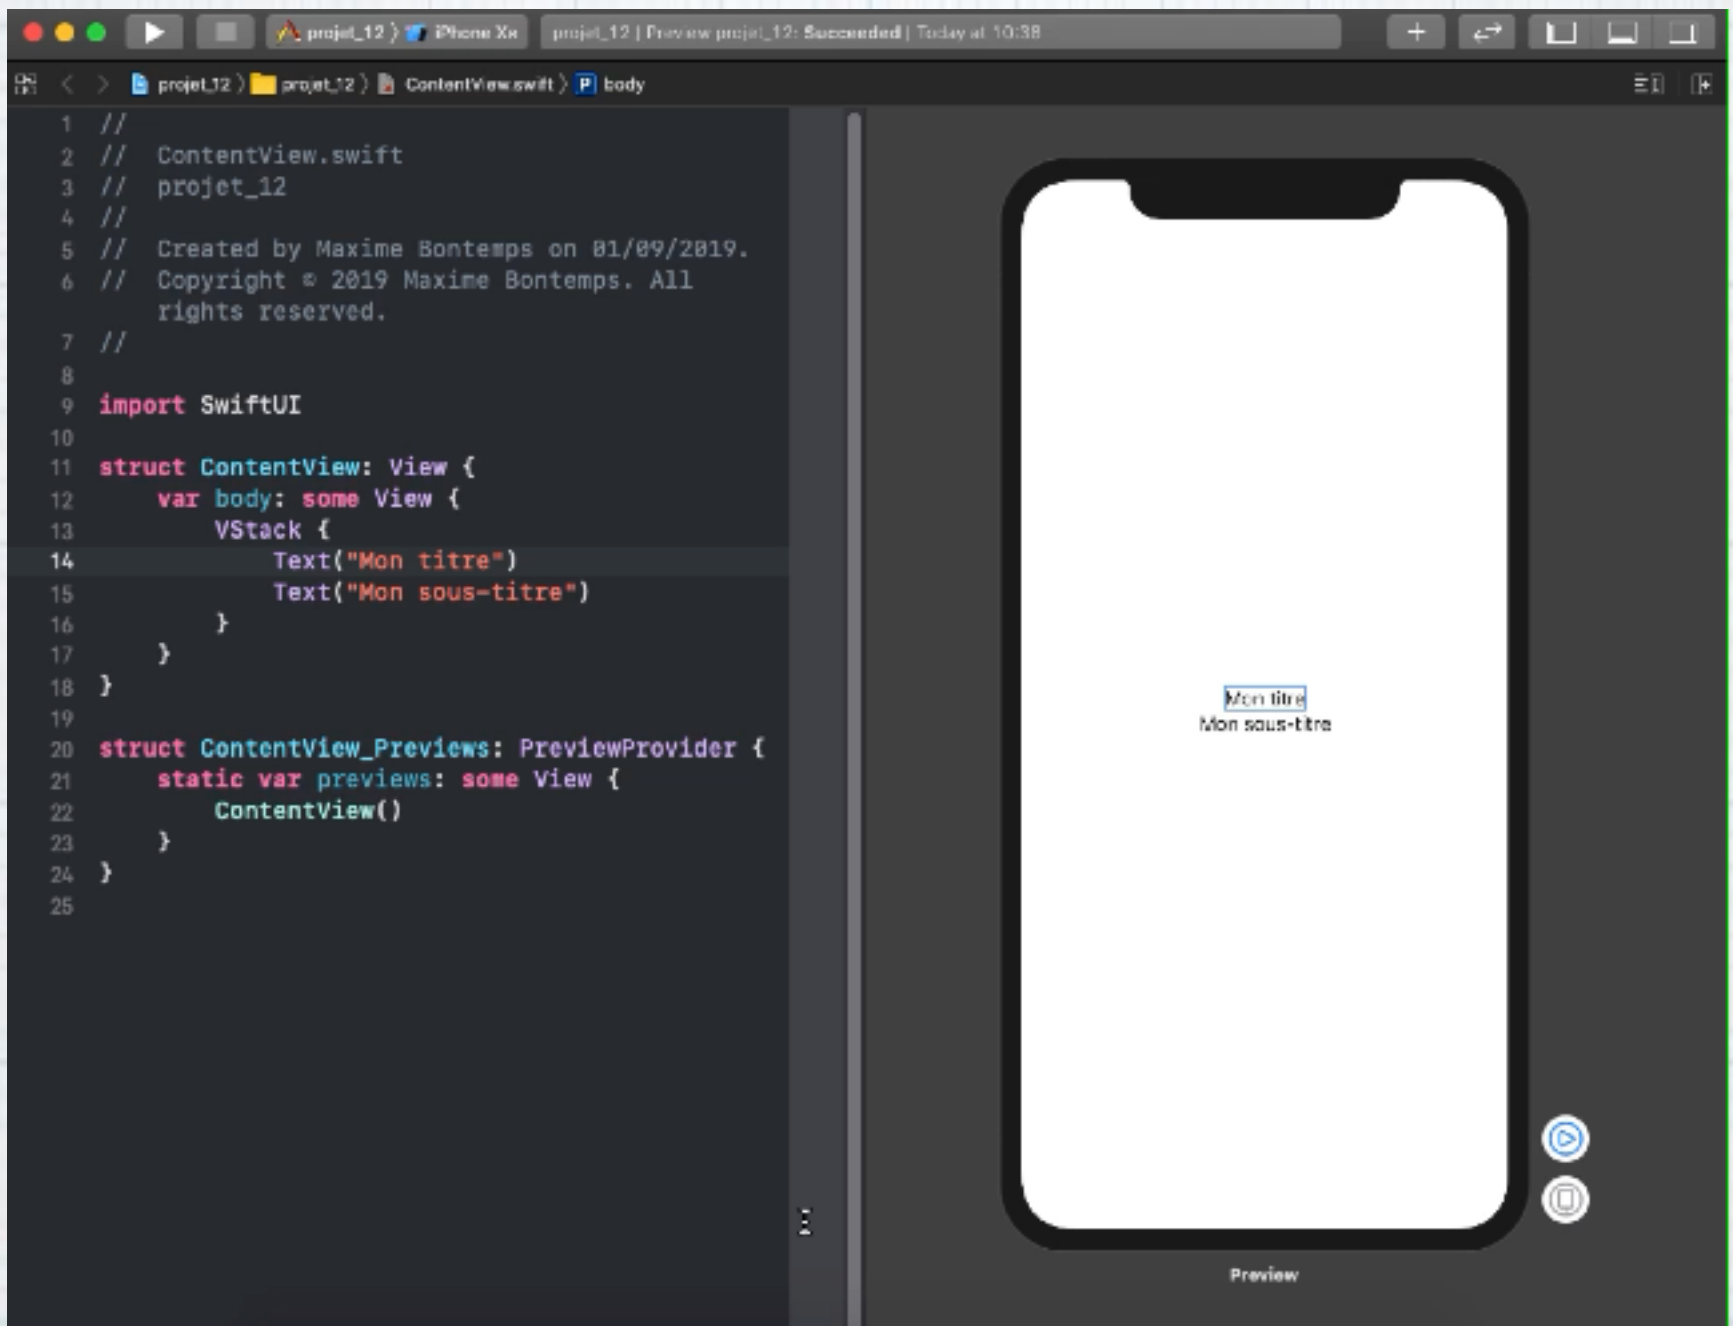 projet_12 〉 iPhone Xʀ
projet_12 | Preview projet_12: Succeeded | Today at 10:38
projet_12 〉 projet_12 〉 ContentView.swift 〉 P body
1 //
2 //  ContentView.swift
3 //  projet_12
4 //
5 //  Created by Maxime Bontemps on 01/09/2019.
6 //  Copyright © 2019 Maxime Bontemps. All
rights reserved.
7 //
8
9 import SwiftUI
10
11 struct ContentView: View {
12     var body: some View {
13         VStack {
14             Text("Mon titre")
15             Text("Mon sous-titre")
16         }
17     }
18 }
19
20 struct ContentView_Previews: PreviewProvider {
21     static var previews: some View {
22         ContentView()
23     }
24 }
25
Mon titre
Mon sous-titre
Preview